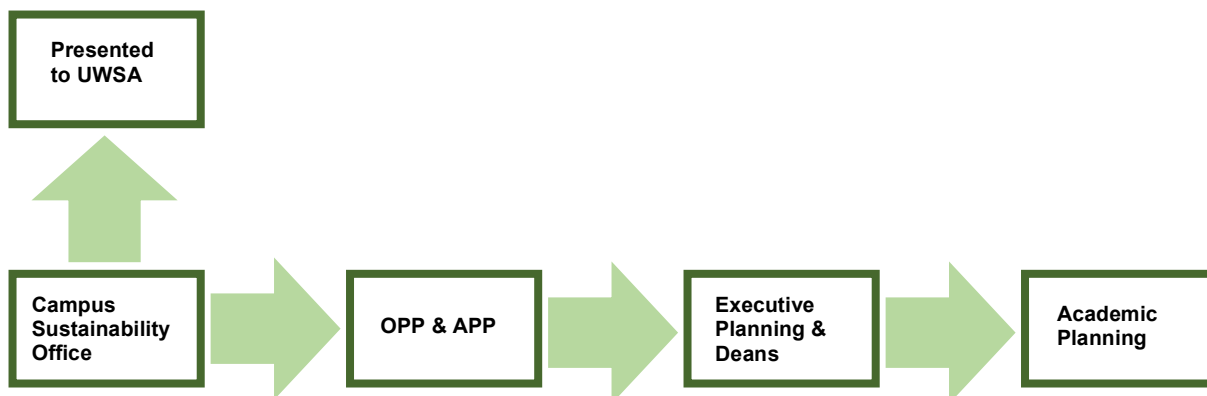 Presented
to UWSA
Campus
Sustainability
Office
OPP & APP
Executive
Planning &
Deans
Academic
Planning